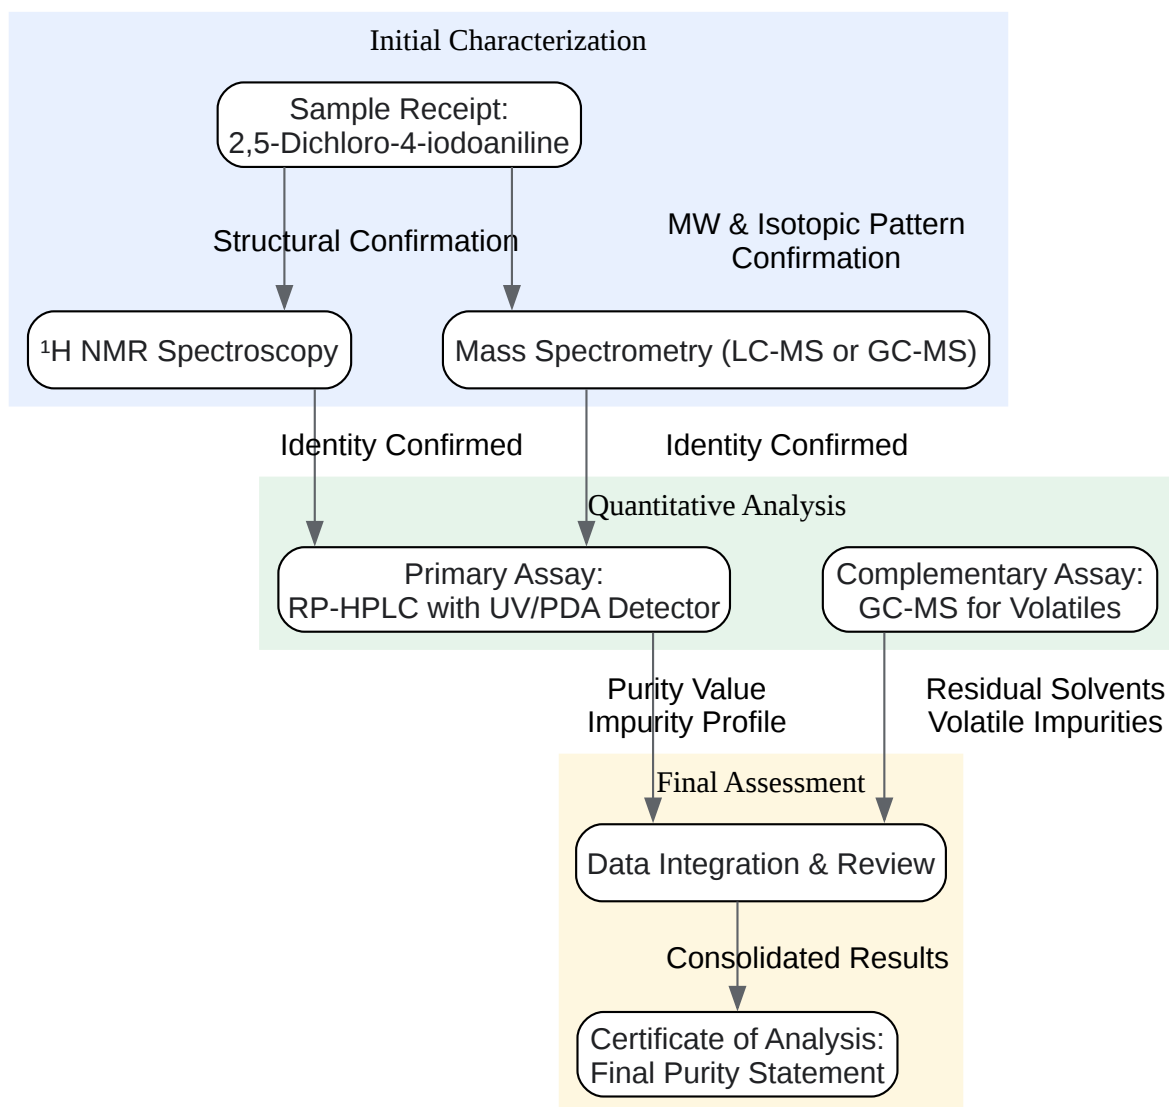 Initial Characterization
Sample Receipt:
2,5-Dichloro-4-iodoaniline
Structural Confirmation
MW & Isotopic Pattern
Confirmation
¹H NMR Spectroscopy
Mass Spectrometry (LC-MS or GC-MS)
Identity Confirmed
Identity Confirmed
Quantitative Analysis
Primary Assay:
RP-HPLC with UV/PDA Detector
Complementary Assay:
GC-MS for Volatiles
Purity Value
Impurity Profile
Residual Solvents
Volatile Impurities
Final Assessment
Data Integration & Review
Consolidated Results
Certificate of Analysis:
Final Purity Statement